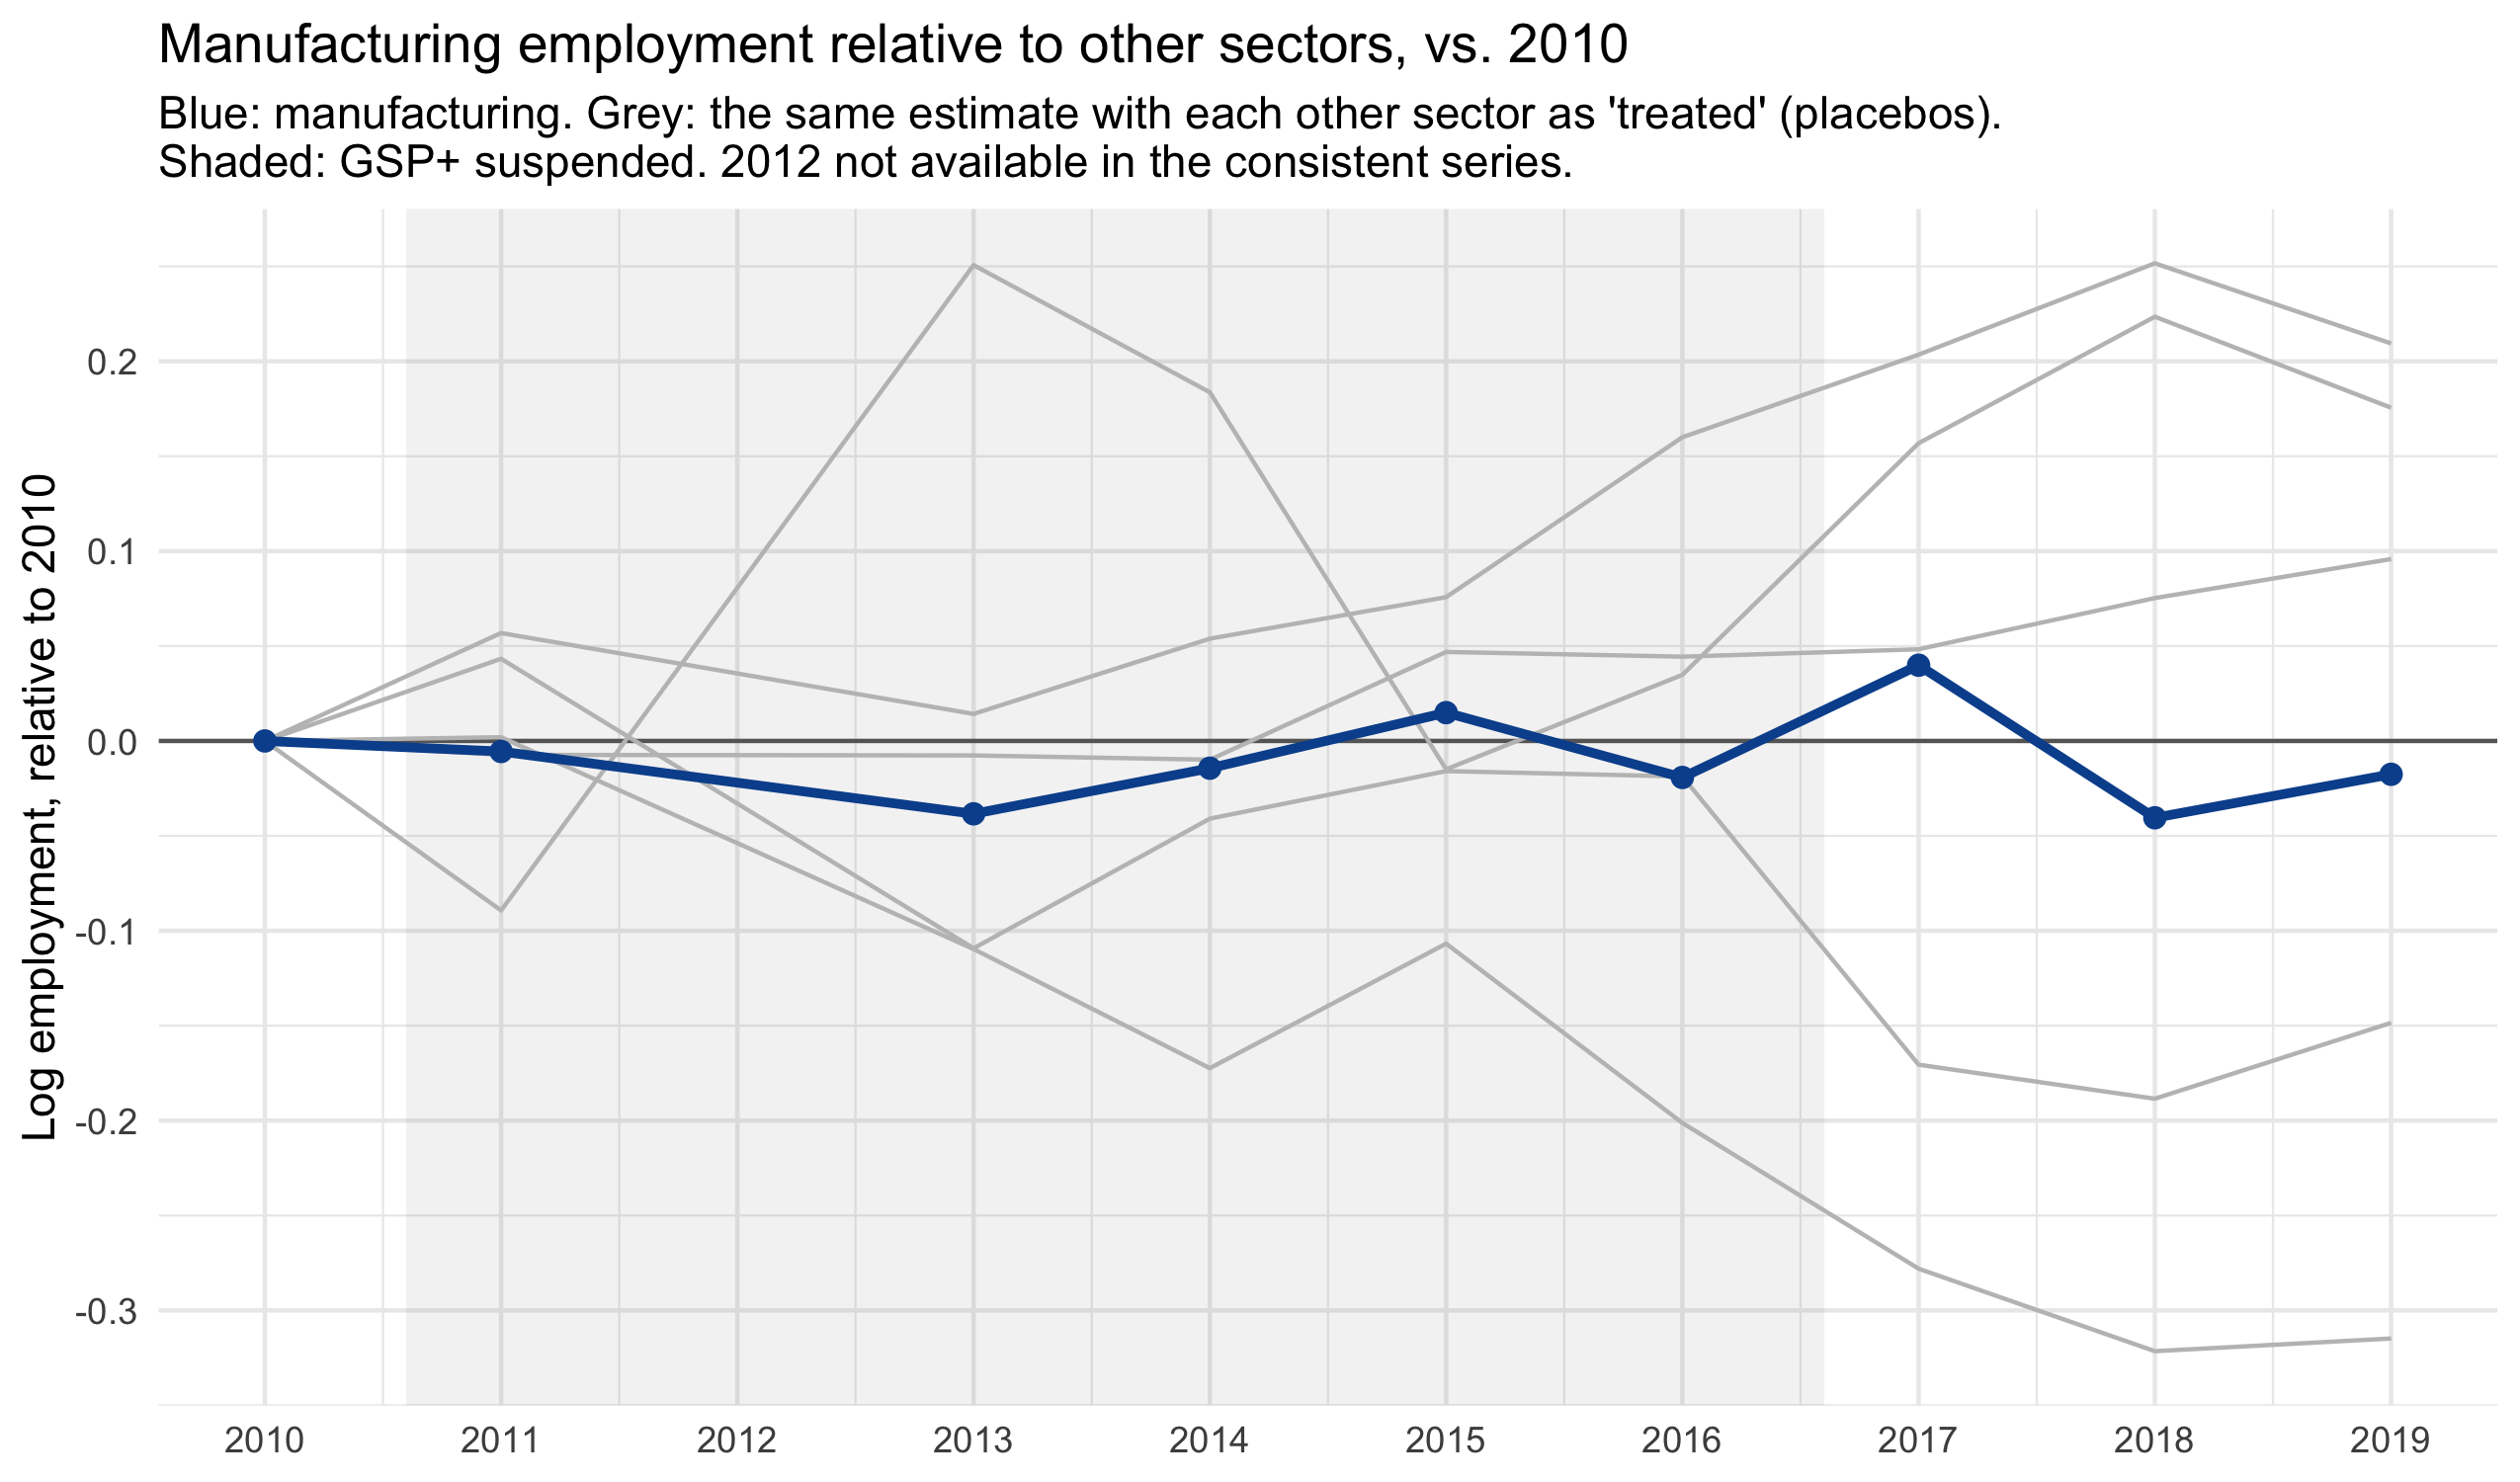 Manufacturing employment relative to other sectors, vs. 2010
Blue: manufacturing. Grey: the same estimate with each other sector as 'treated' (placebos).
Shaded: GSP+ suspended. 2012 not available in the consistent series.
Log employment, relative to 2010
0.2
0.1
0.0
-0.1
-0.2
-0.3
2010 2011 2012 2013 2014 2015 2016 2017 2018 2019